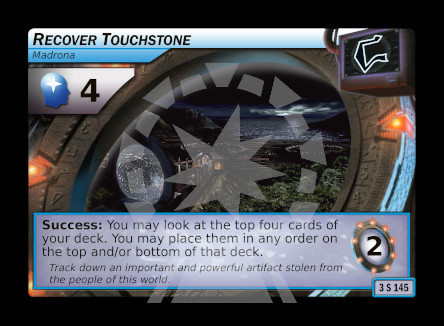 RECOVER TOUCHSTONE
Madrona
4
Success: You may look at the top four cards of
your deck. You may place them in any order on
the top and/or bottom of that deck.
2
Track down an important and powerful artifact stolen from
the people of this world.
3 S 145